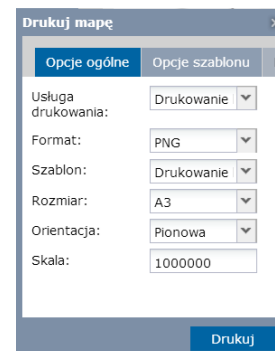 Drukuj mapę
Opcje ogólne Opcje szablonu
Usługa drukowania: Drukowanie
Format: PNG
Szablon: Drukowanie
Rozmiar: A3
Orientacja: Pionowa
Skala: 1000000
Drukuj